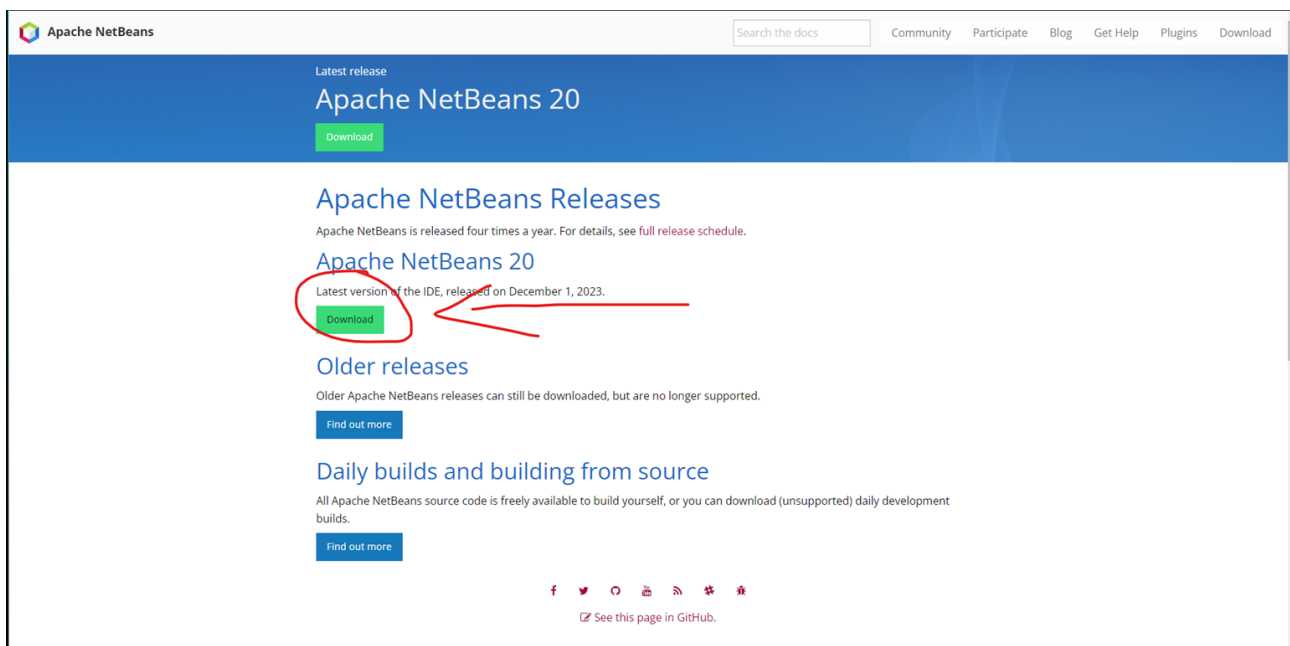 Apache NetBeans
Search the docs
Community Participate Blog Get Help Plugins Download
Latest release
Apache NetBeans 20
Download
Apache NetBeans Releases
Apache NetBeans is released four times a year. For details, see full release schedule.
Apache NetBeans 20
Latest version of the IDE, released on December 1, 2023.
Download
Older releases
Older Apache NetBeans releases can still be downloaded, but are no longer supported.
Find out more
Daily builds and building from source
All Apache NetBeans source code is freely available to build yourself, or you can download (unsupported) daily development
builds.
Find out more
See this page in GitHub.